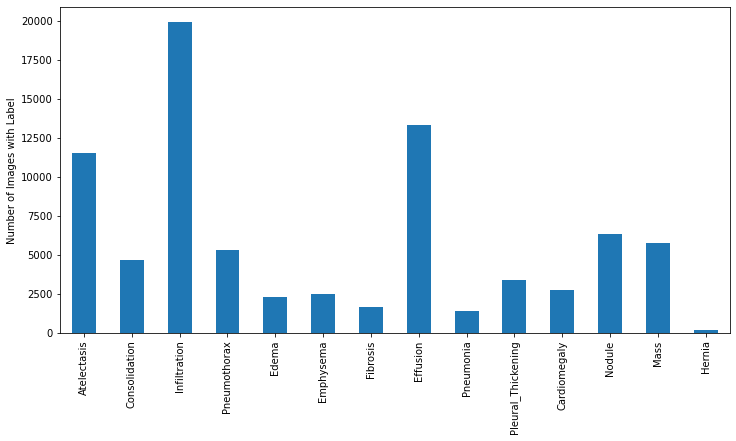 20000
17500
15000
12500
10000
7500
5000
2500
0
Number of Images with Label
Atelectasis
Consolidation
Infiltration
Pneumothorax
Edema
Emphysema
Fibrosis
Effusion
Pneumonia
Pleural_Thickening
Cardiomegaly
Nodule
Mass
Hernia